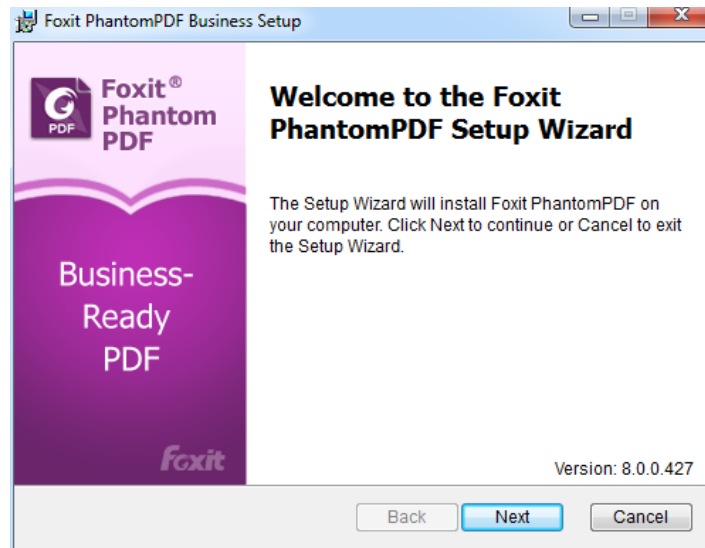 Foxit PhantomPDF Business Setup
Foxit®
Phantom
PDF
PDF
Business-
Ready
PDF
Foxit
Welcome to the Foxit
PhantomPDF Setup Wizard
The Setup Wizard will install Foxit PhantomPDF on
your computer. Click Next to continue or Cancel to exit
the Setup Wizard.
Version: 8.0.0.427
Back
Next
Cancel